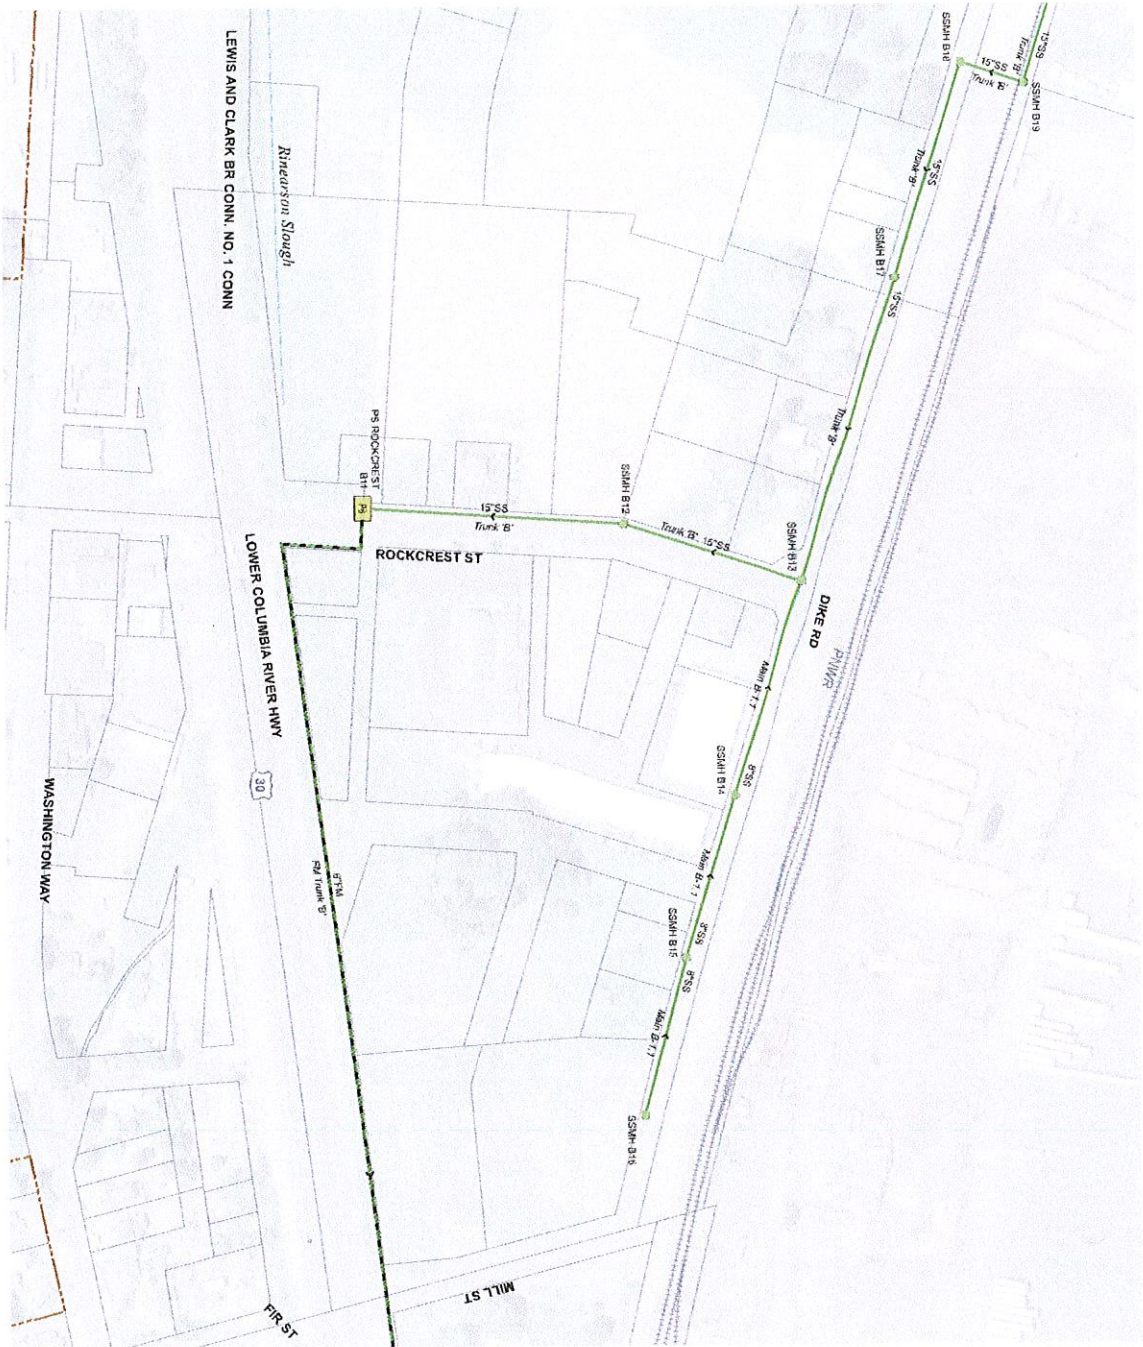 SSMH B18
15"SS
Trunk 'B'
15"SS
Trunk 'B'
SSMH B19
15"SS
Trunk 'B'
SSMH B17
15"SS
Trunk 'B'
LEWIS AND CLARK BR CONN. NO. 1 CONN
Rinearson Slough
PS ROCKCREST
B11
PS
15"SS
Trunk 'B'
SSMH B12
Trunk 'B' 15"SS
SSMH B13
ROCKCREST ST
DIKE RD
PNWR
LOWER COLUMBIA RIVER HWY
30
Main B-1.1
SSMH B14
8"SS
WASHINGTON WAY
FM Trunk 'B'
Main B-1.1
SSMH B15
8"SS
8"SS
Main B-1.1
MILL ST
FIR ST